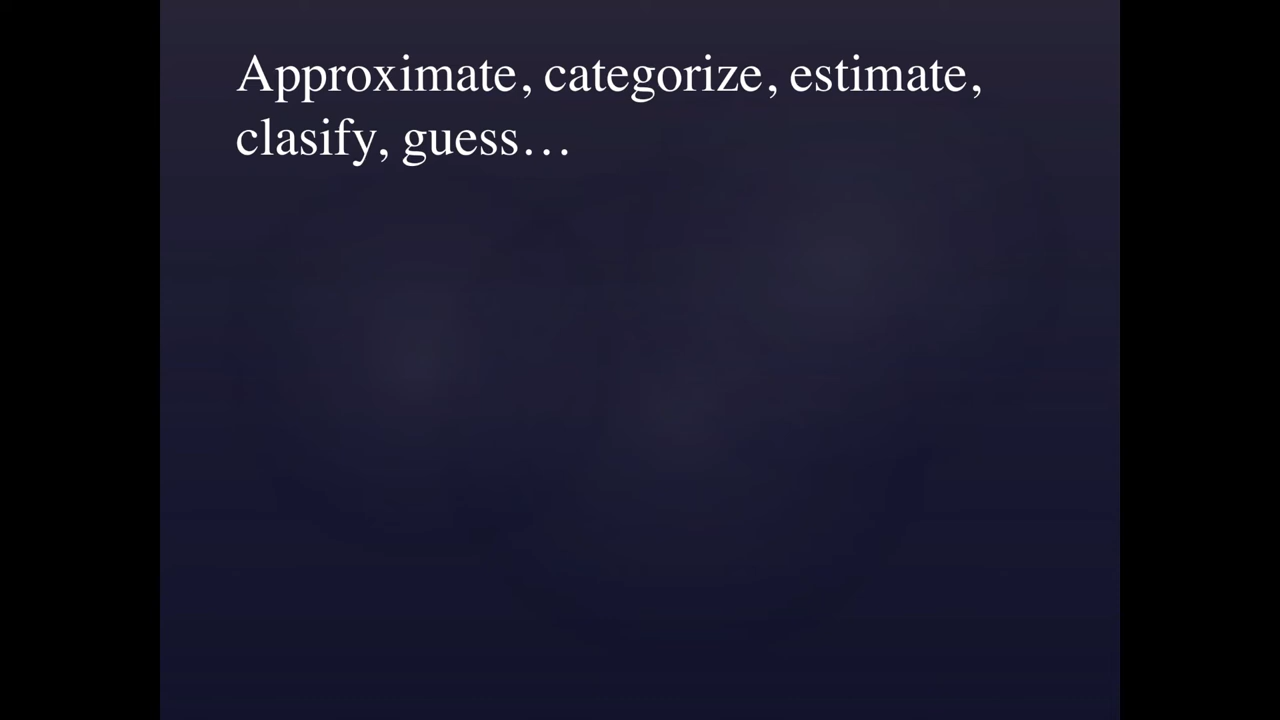 Approximate, categorize, estimate,
clasify, guess…